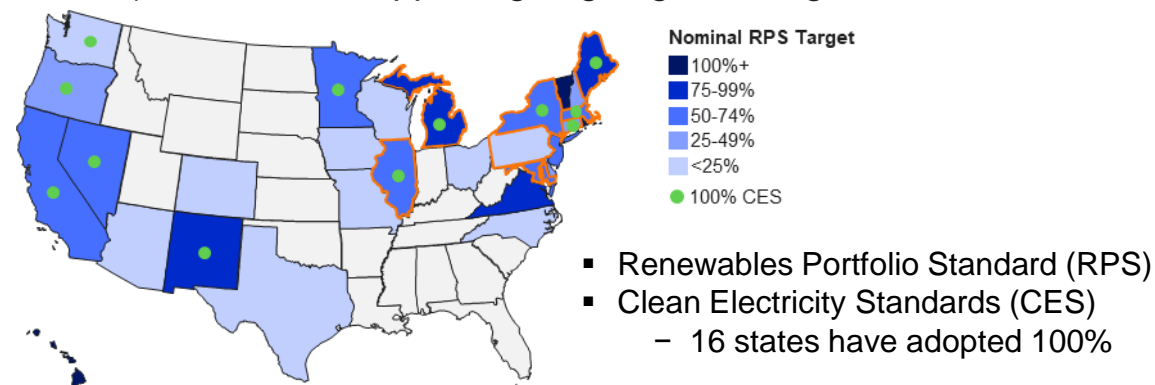 Nominal RPS Target
100%+
75-99%
50-74%
25-49%
<25%
100% CES
▪ Renewables Portfolio Standard (RPS)
▪ Clean Electricity Standards (CES)
− 16 states have adopted 100%